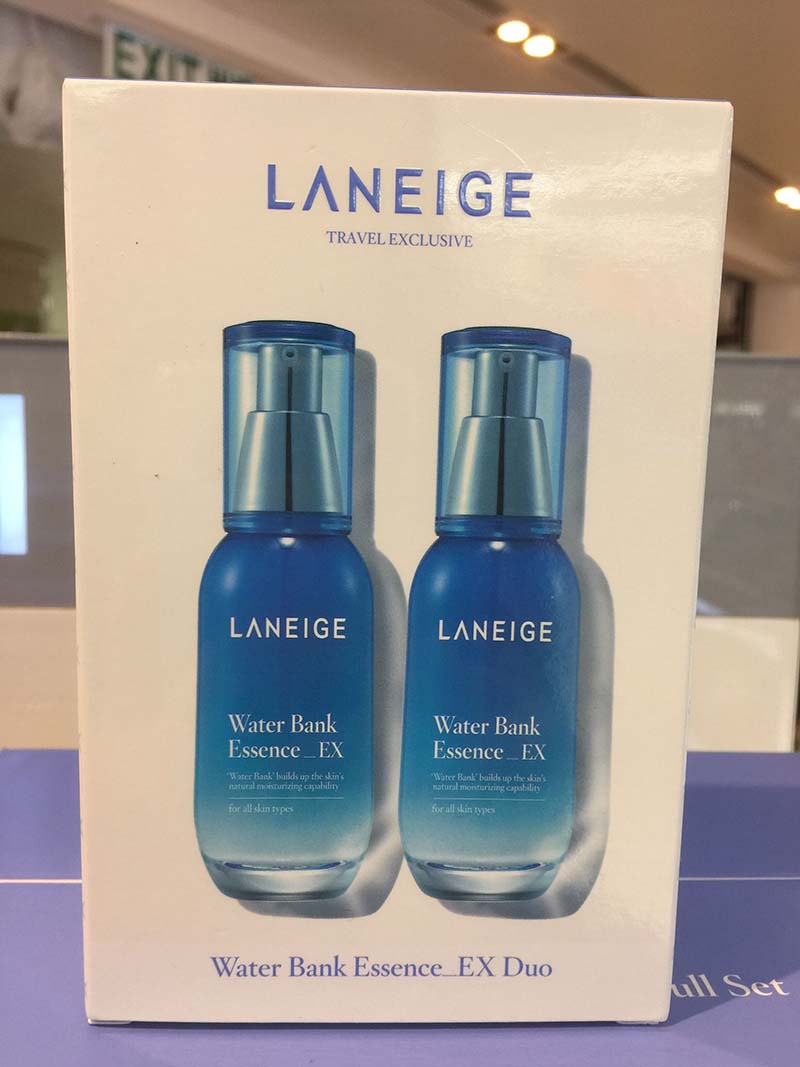 EXIT
LANEIGE
TRAVEL EXCLUSIVE
LANEIGE
Water Bank
Essence_EX
'Water Bank' builds up the skin's
natural moisturizing capability
for all skin types
LANEIGE
Water Bank
Essence_EX
'Water Bank' builds up the skin's
natural moisturizing capability
for all skin types
Water Bank Essence_EX Duo
Set